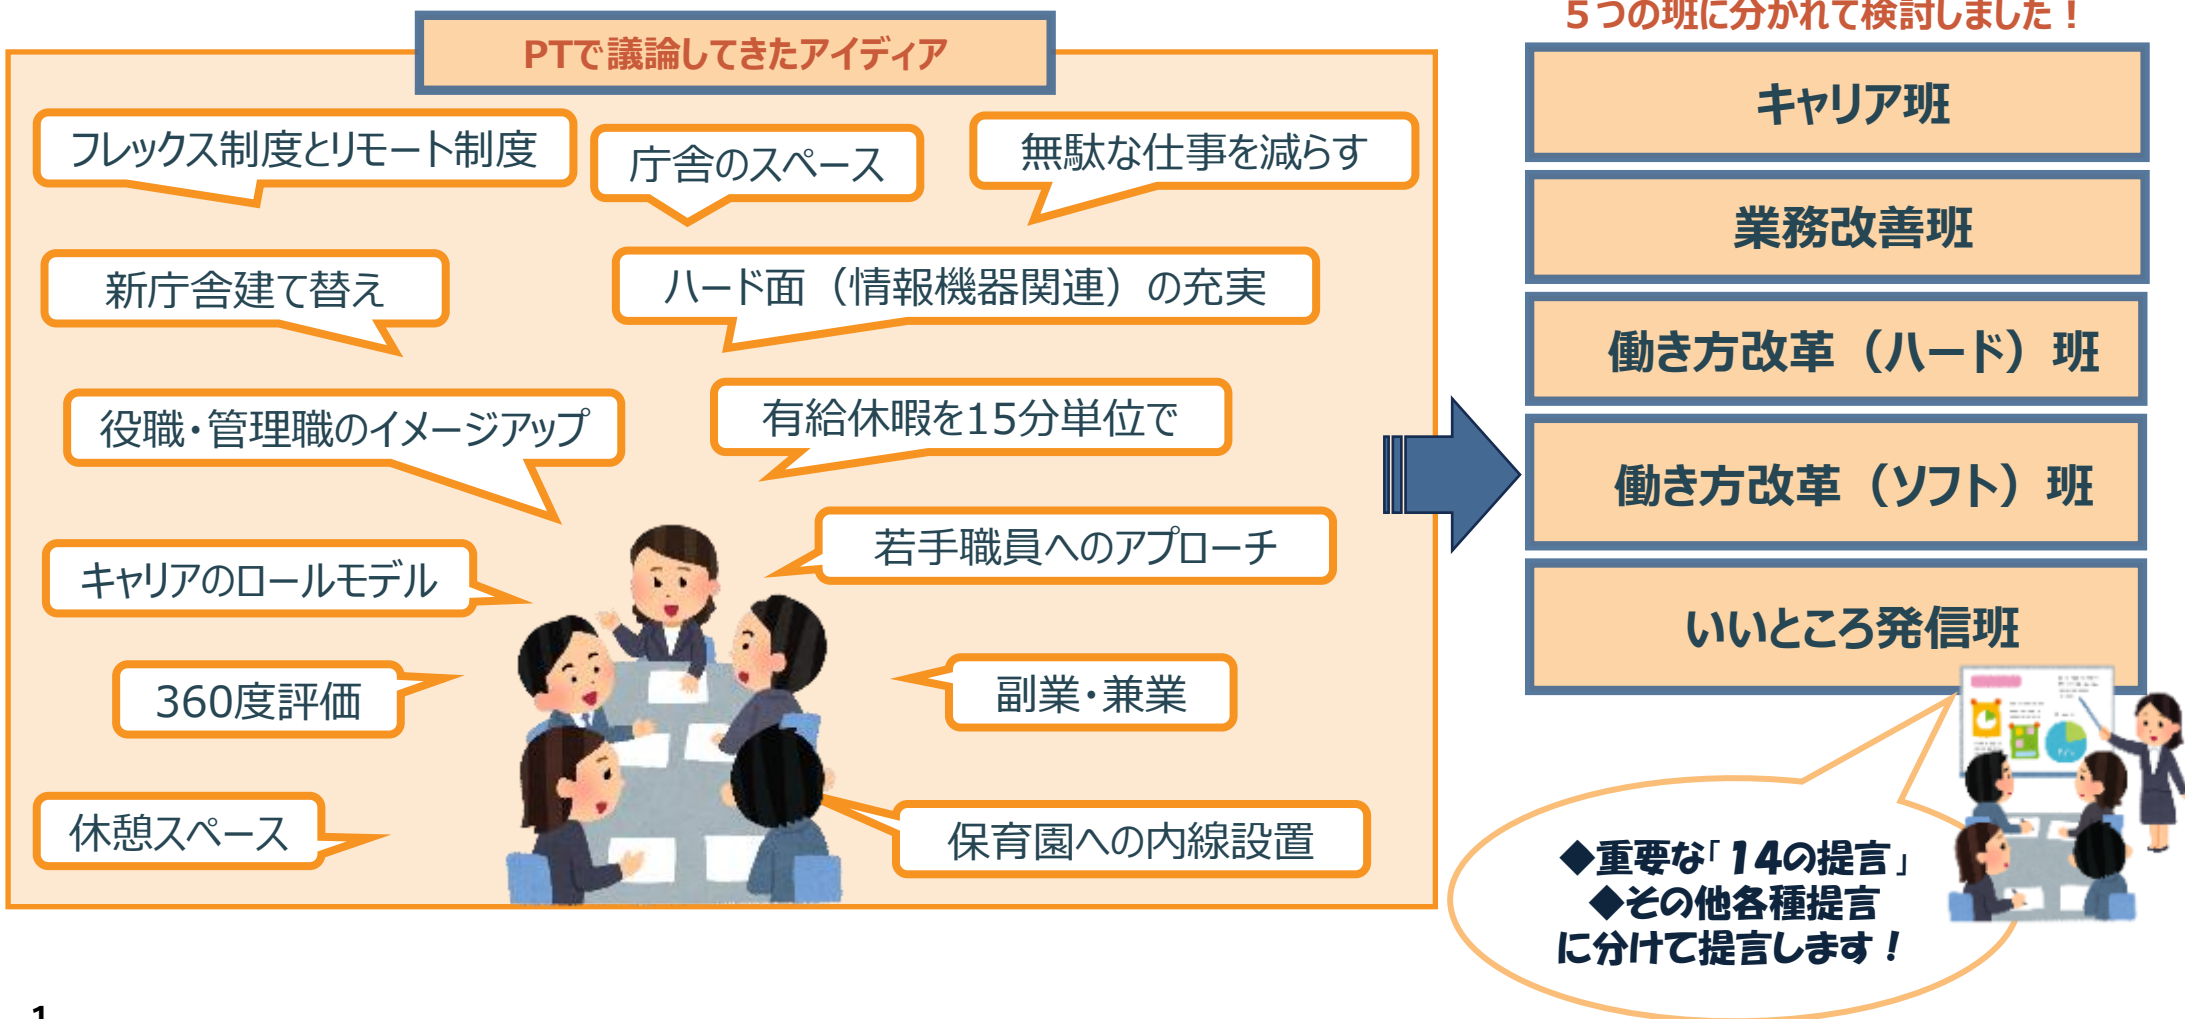 PTで議論してきたアイディア
フレックス制度とリモート制度
庁舎のスペース
無駄な仕事を減らす
新庁舎建て替え
ハード面（情報機器関連）の充実
役職・管理職のイメージアップ
有給休暇を15分単位で
若手職員へのアプローチ
キャリアのロールモデル
360度評価
副業・兼業
休憩スペース
保育園への内線設置
５つの班に分かれて検討しました！
キャリア班
業務改善班
働き方改革（ハード）班
働き方改革（ソフト）班
いいところ発信班
◆重要な「14の提言」
◆その他各種提言
に分けて提言します！
1